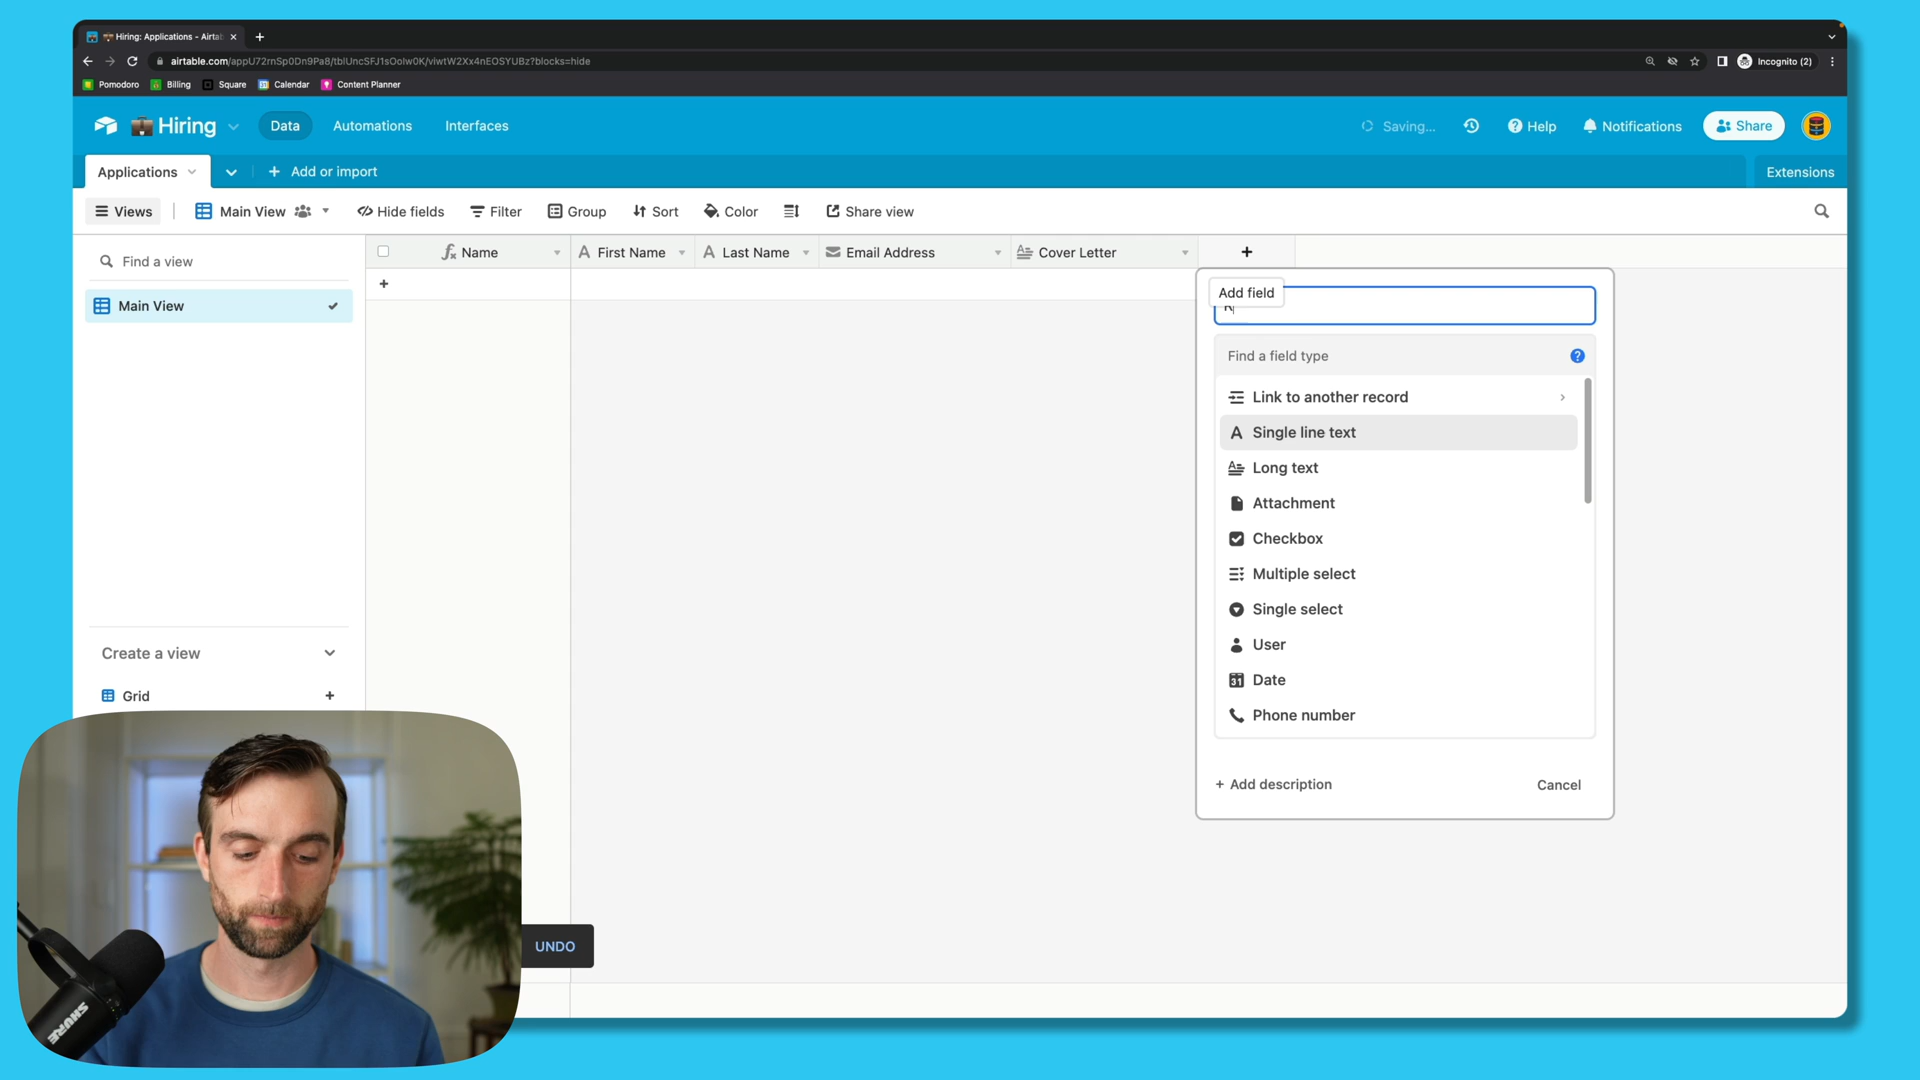 Hiring: Applications - Airtab
airtable.com/appU72rnSp0Dn9Pa8/tblUncSFJ1sOoIw0K/viwtW2Xx4nEOSYUBz?blocks=hide
Incognito (2)
Pomodoro Billing Square Calendar Content Planner
Hiring Data Automations Interfaces Saving... Help Notifications Share
Applications Add or import Extensions
Views Main View Hide fields Filter Group Sort Color Share view
Find a view
Main View
Create a view
Grid
Name First Name Last Name Email Address Cover Letter
Add field
R
Find a field type
Link to another record
Single line text
Long text
Attachment
Checkbox
Multiple select
Single select
User
31 Date
Phone number
+ Add description Cancel
UNDO
SHURE